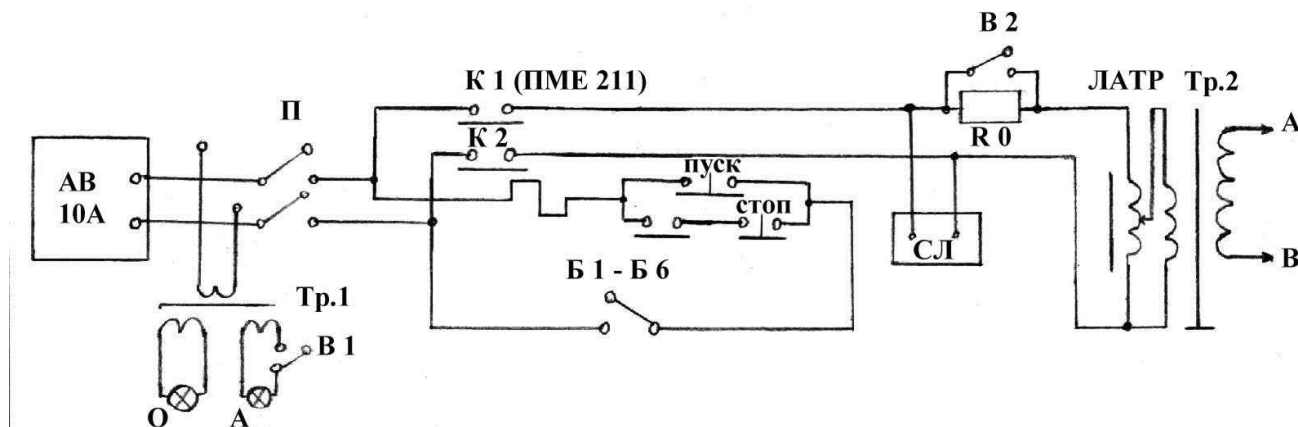 В 2
К 1 (ПМЕ 211)
ЛАТР
Тр.2
П
А
R 0
К 2
пуск
АВ
10А
стоп
СЛ
В
Б 1 - Б 6
Тр.1
В 1
О
А